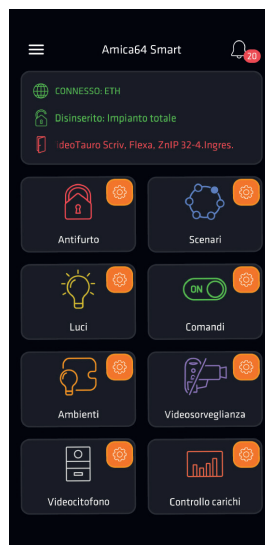 Amica64 Smart
20
CONNESSO: ETH
Disinserito: Impianto totale
ideoTauro Scriv, Flexa, ZnIP 32-4.Ingres.
Antifurto
Scenari
ON
Luci
Comandi
Ambienti
Videosorveglianza
Videocitofono
Controllo carichi